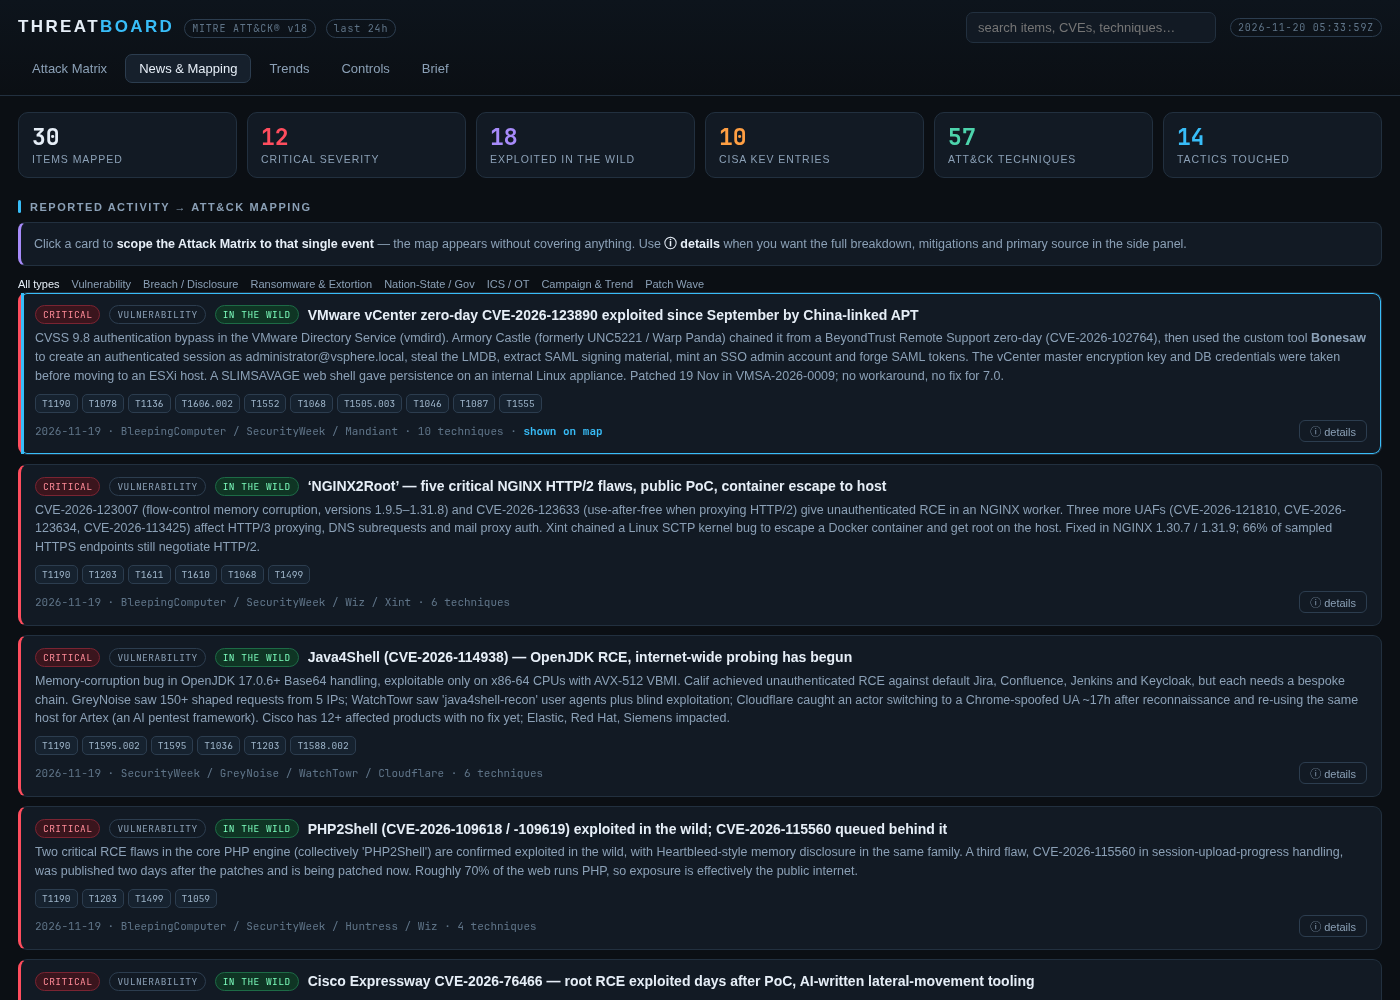 THREATBOARD
MITRE ATT&CK® v18
last 24h
search items, CVEs, techniques…
2026-11-20 05:33:59Z
Attack Matrix
News & Mapping
Trends
Controls
Brief
30
ITEMS MAPPED
12
CRITICAL SEVERITY
18
EXPLOITED IN THE WILD
10
CISA KEV ENTRIES
57
ATT&CK TECHNIQUES
14
TACTICS TOUCHED
REPORTED ACTIVITY → ATT&CK MAPPING
Click a card to scope the Attack Matrix to that single event — the map appears without covering anything. Use ⓘ details when you want the full breakdown, mitigations and primary source in the side panel.
All types Vulnerability Breach / Disclosure Ransomware & Extortion Nation-State / Gov ICS / OT Campaign & Trend Patch Wave
CRITICAL VULNERABILITY IN THE WILD VMware vCenter zero-day CVE-2026-123890 exploited since September by China-linked APT
CVSS 9.8 authentication bypass in the VMware Directory Service (vmdird). Armory Castle (formerly UNC5221 / Warp Panda) chained it from a BeyondTrust Remote Support zero-day (CVE-2026-102764), then used the custom tool Bonesaw
to create an authenticated session as administrator@vsphere.local, steal the LMDB, extract SAML signing material, mint an SSO admin account and forge SAML tokens. The vCenter master encryption key and DB credentials were taken
before moving to an ESXi host. A SLIMSAVAGE web shell gave persistence on an internal Linux appliance. Patched 19 Nov in VMSA-2026-0009; no workaround, no fix for 7.0.
T1190 T1078 T1136 T1606.002 T1552 T1068 T1505.003 T1046 T1087 T1555
2026-11-19 · BleepingComputer / SecurityWeek / Mandiant · 10 techniques · shown on map
ⓘ details
CRITICAL VULNERABILITY IN THE WILD ‘NGINX2Root’ — five critical NGINX HTTP/2 flaws, public PoC, container escape to host
CVE-2026-123007 (flow-control memory corruption, versions 1.9.5–1.31.8) and CVE-2026-123633 (use-after-free when proxying HTTP/2) give unauthenticated RCE in an NGINX worker. Three more UAFs (CVE-2026-121810, CVE-2026-
123634, CVE-2026-113425) affect HTTP/3 proxying, DNS subrequests and mail proxy auth. Xint chained a Linux SCTP kernel bug to escape a Docker container and get root on the host. Fixed in NGINX 1.30.7 / 1.31.9; 66% of sampled
HTTPS endpoints still negotiate HTTP/2.
T1190 T1203 T1611 T1610 T1068 T1499
2026-11-19 · BleepingComputer / SecurityWeek / Wiz / Xint · 6 techniques
ⓘ details
CRITICAL VULNERABILITY IN THE WILD Java4Shell (CVE-2026-114938) — OpenJDK RCE, internet-wide probing has begun
Memory-corruption bug in OpenJDK 17.0.6+ Base64 handling, exploitable only on x86-64 CPUs with AVX-512 VBMI. Calif achieved unauthenticated RCE against default Jira, Confluence, Jenkins and Keycloak, but each needs a bespoke
chain. GreyNoise saw 150+ shaped requests from 5 IPs; WatchTowr saw 'java4shell-recon' user agents plus blind exploitation; Cloudflare caught an actor switching to a Chrome-spoofed UA ~17h after reconnaissance and re-using the same
host for Artex (an AI pentest framework). Cisco has 12+ affected products with no fix yet; Elastic, Red Hat, Siemens impacted.
T1190 T1595.002 T1595 T1036 T1203 T1588.002
2026-11-19 · SecurityWeek / GreyNoise / WatchTowr / Cloudflare · 6 techniques
ⓘ details
CRITICAL VULNERABILITY IN THE WILD PHP2Shell (CVE-2026-109618 / -109619) exploited in the wild; CVE-2026-115560 queued behind it
Two critical RCE flaws in the core PHP engine (collectively 'PHP2Shell') are confirmed exploited in the wild, with Heartbleed-style memory disclosure in the same family. A third flaw, CVE-2026-115560 in session-upload-progress handling,
was published two days after the patches and is being patched now. Roughly 70% of the web runs PHP, so exposure is effectively the public internet.
T1190 T1203 T1499 T1059
2026-11-19 · BleepingComputer / SecurityWeek / Huntress / Wiz · 4 techniques
ⓘ details
CRITICAL VULNERABILITY IN THE WILD Cisco Expressway CVE-2026-76466 — root RCE exploited days after PoC, AI-written lateral-movement tooling